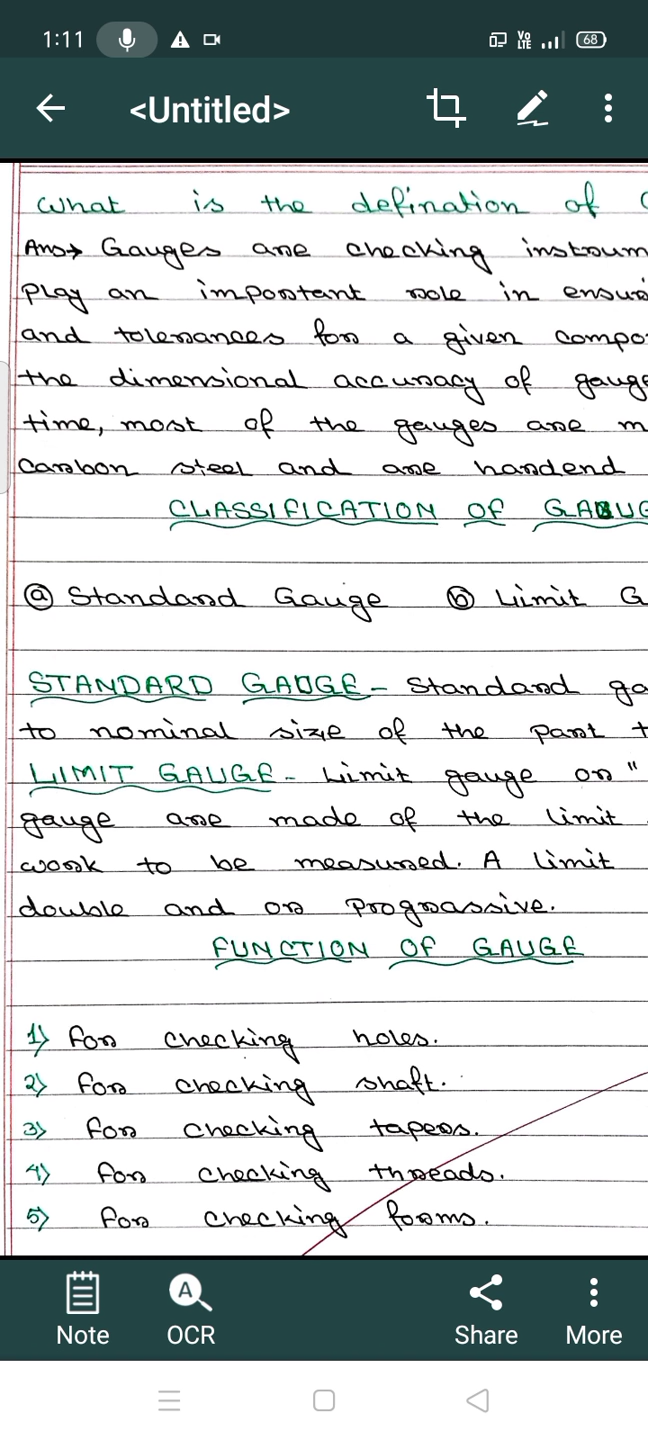 1:11
VO
LTE
68
<Untitled>
What is the defination of
Ans→ Gauges are checking instrum
Play an important role in ensur
and tolerances for a given compo
the dimensional accuracy of gauge
time, most of the gauges are m
Carbon steel and are hardend
CLASSIFICATION OF GAUG
ⓐ Standard Gauge ⓑ Limit G
STANDARD GAUGE - Standard ga
to nominal size of the part t
LIMIT GAUGE - Limit gauge or "
gauge are made of the limit
work to be measured. A limit
double and or Prograssive.
FUNCTION OF GAUGE
1) for checking holes.
2) for checking shaft.
3) for checking tapers.
4) for checking threads.
5) for checking forms.
A
Note OCR Share More